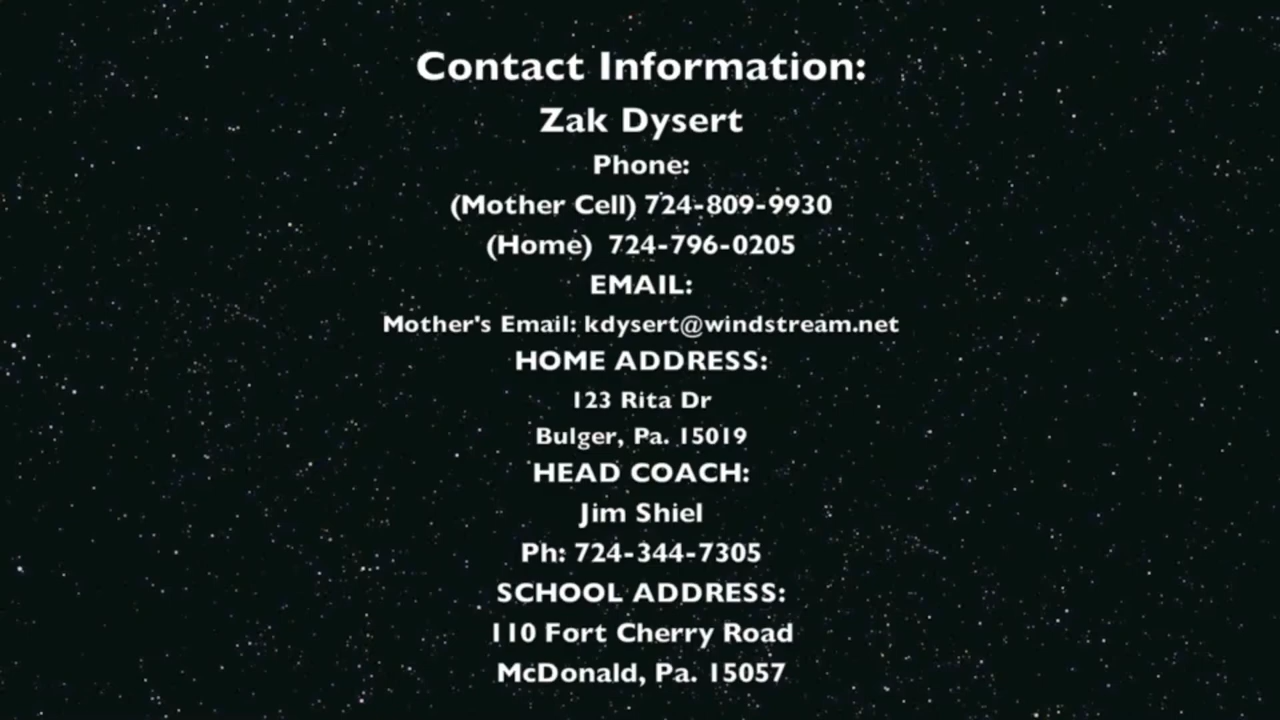 Contact Information:
Zak Dysert
Phone:
(Mother Cell) 724-809-9930
(Home) 724-796-0205
EMAIL:
Mother's Email: kdysert@windstream.net
HOME ADDRESS:
123 Rita Dr
Bulger, Pa. 15019
HEAD COACH:
Jim Shiel
Ph: 724-344-7305
SCHOOL ADDRESS:
110 Fort Cherry Road
McDonald, Pa. 15057